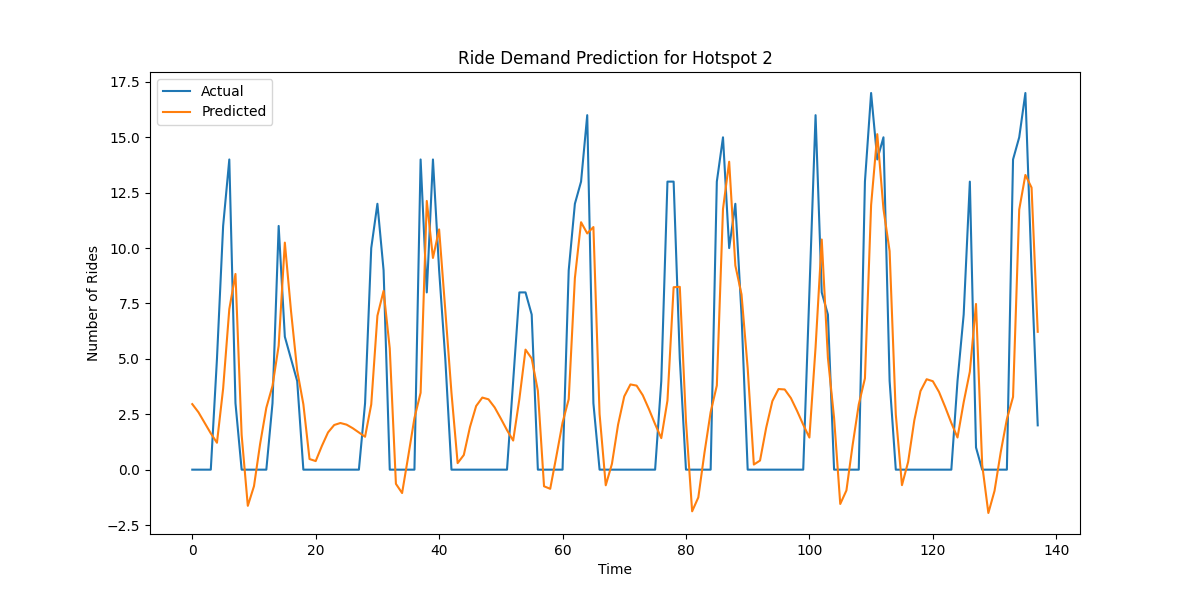 Ride Demand Prediction for Hotspot 2
17.5
15.0
12.5
10.0
7.5
5.0
2.5
0.0
−2.5
Number of Rides
Actual
Predicted
0 20 40 60 80 100 120 140
Time